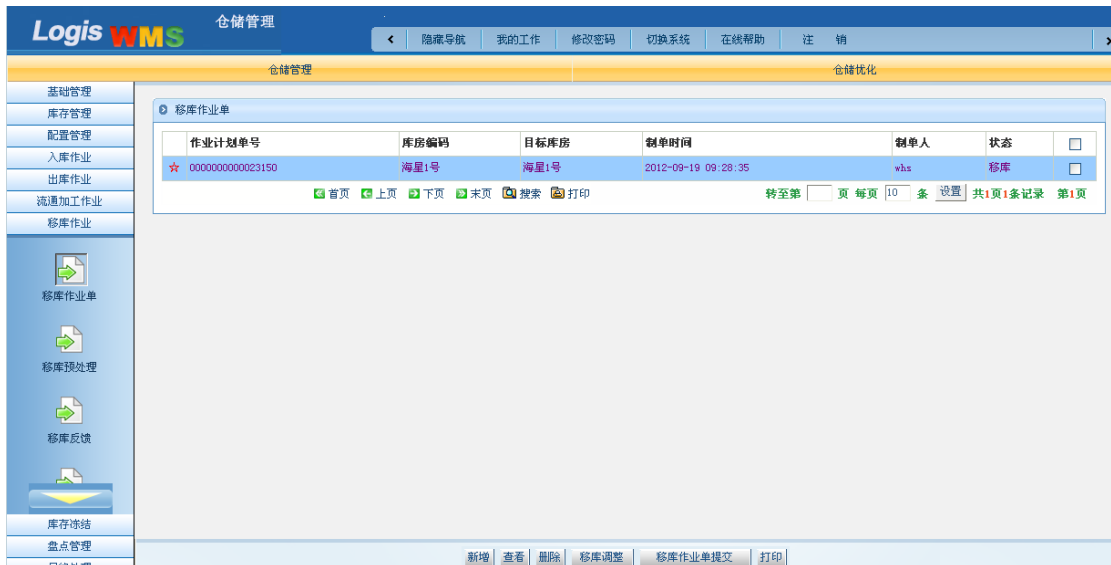 Logis WMS
仓储管理
隐藏导航 我的工作 修改密码 切换系统 在线帮助 注 销
仓储管理 仓储优化
基础管理
库存管理
配置管理
入库作业
出库作业
流通加工作业
移库作业
移库作业单
移库预处理
移库反馈
库存冻结
盘点管理
移库作业单
作业计划单号 库房编码 目标库房 制单时间 制单人 状态
0000000000023150 海星1号 海星1号 2012-09-19 09:28:35 whs 移库
首页 上页 下页 末页 搜索 打印 转至第 页 每页 10 条 设置 共1页1条记录 第1页
新增 查看 删除 移库调整 移库作业单提交 打印